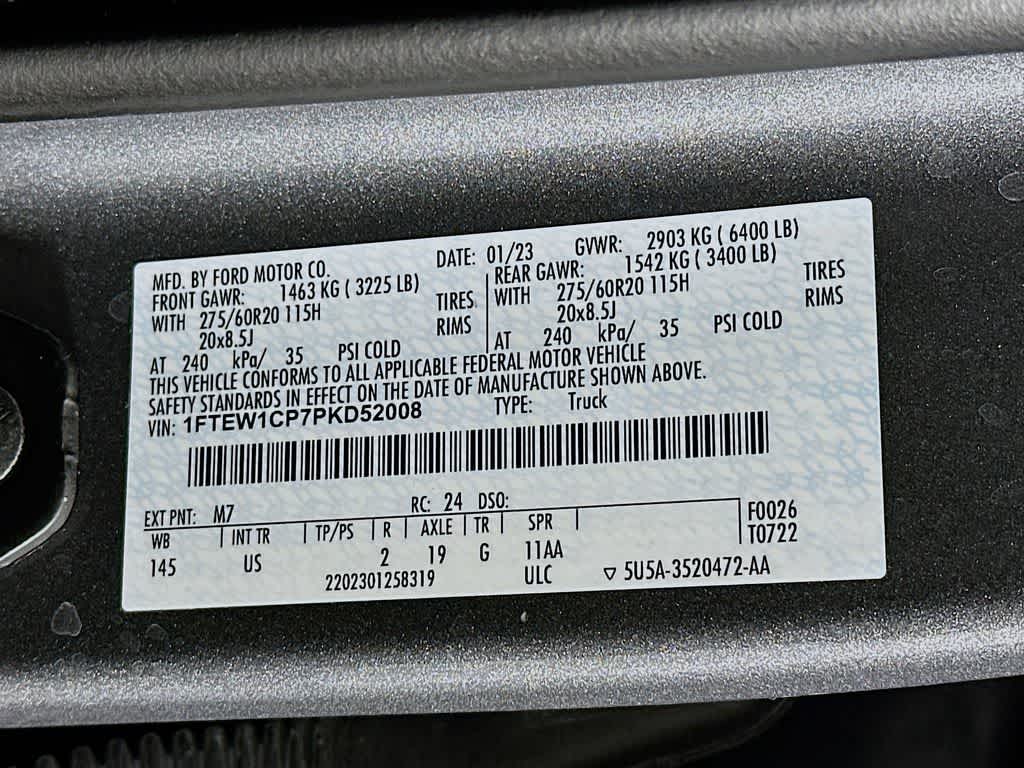 MFD. BY FORD MOTOR CO. DATE: 01/23 GVWR: 2903 KG ( 6400 LB)
FRONT GAWR: 1463 KG ( 3225 LB) REAR GAWR: 1542 KG ( 3400 LB)
WITH 275/60R20 115H TIRES WITH 275/60R20 115H TIRES
20x8.5J RIMS 20x8.5J RIMS
AT 240 kPa/ 35 PSI COLD AT 240 kPa/ 35 PSI COLD
THIS VEHICLE CONFORMS TO ALL APPLICABLE FEDERAL MOTOR VEHICLE
SAFETY STANDARDS IN EFFECT ON THE DATE OF MANUFACTURE SHOWN ABOVE.
VIN: 1FTEW1CP7PKD52008 TYPE: Truck
EXT PNT: M7 RC: 24 DSO:
WB INT TR TP/PS R AXLE TR SPR F0026
145 US 2 19 G 11AA T0722
2202301258319 ULC ▽ 5U5A-3520472-AA